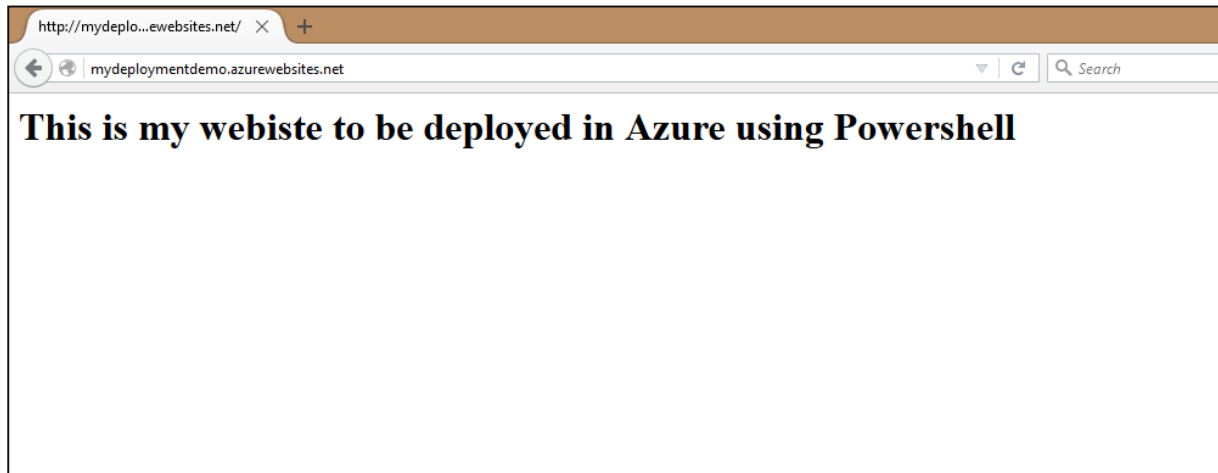 http://mydeplo...ewebsites.net/
mydeploymentdemo.azurewebsites.net
Search
This is my webiste to be deployed in Azure using Powershell